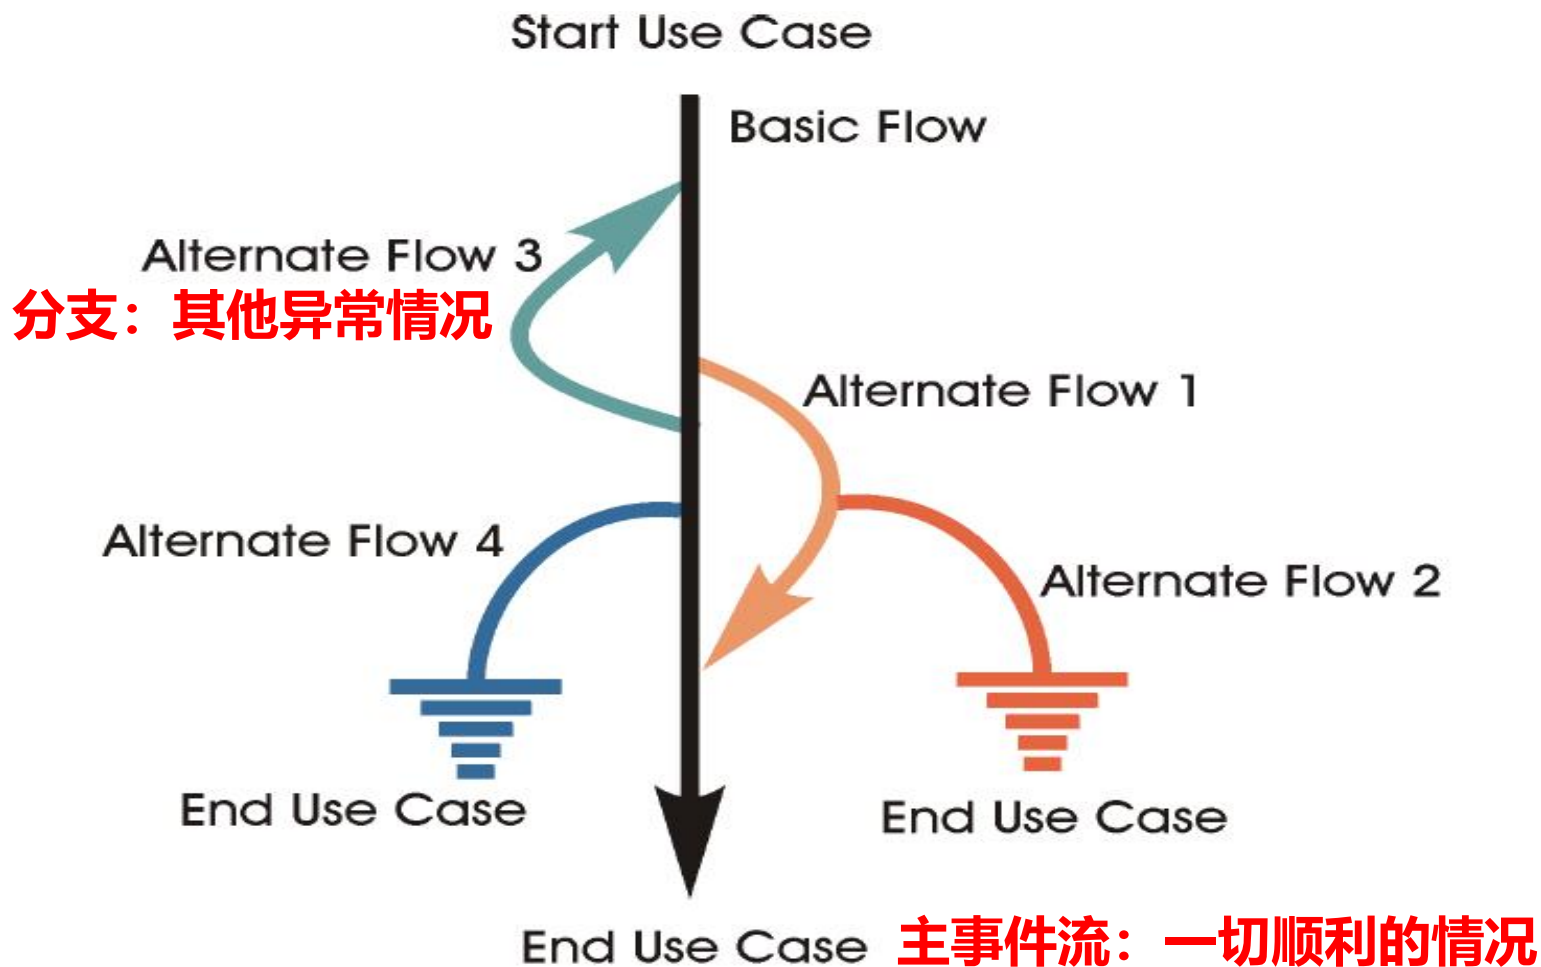 Start Use Case
Basic Flow
Alternate Flow 3
分支：其他异常情况
Alternate Flow 1
Alternate Flow 4
Alternate Flow 2
End Use Case
End Use Case
End Use Case
主事件流：一切顺利的情况